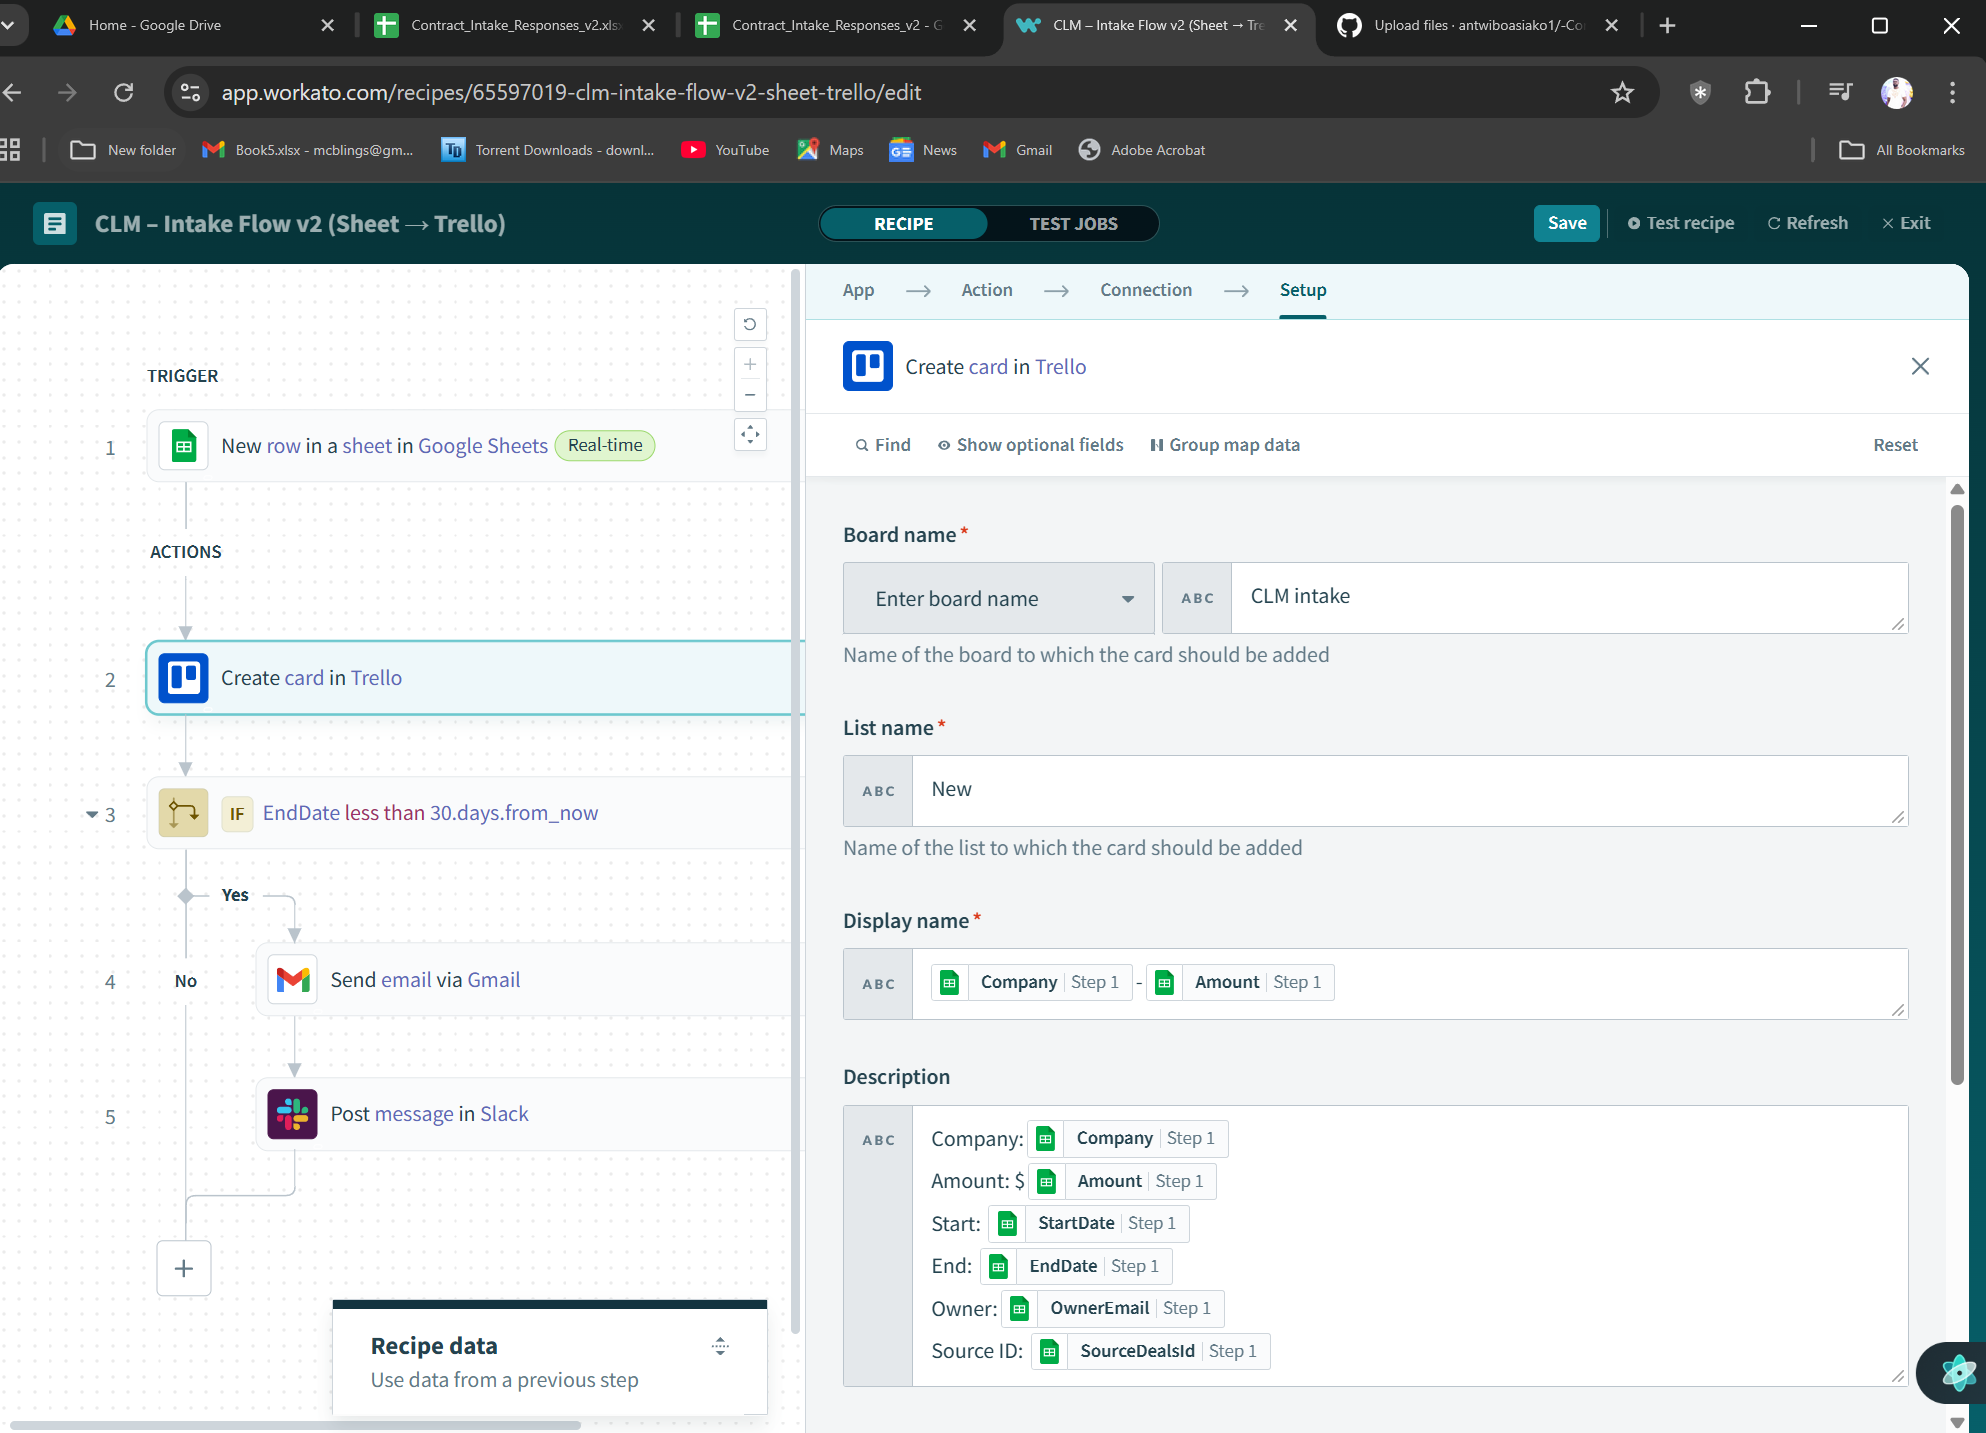 Home - Google Drive
Contract_Intake_Responses_v2.xlsx
Contract_Intake_Responses_v2 - G
CLM – Intake Flow v2 (Sheet → Tre
Upload files · antwiboasiako1/-Co
app.workato.com/recipes/65597019-clm-intake-flow-v2-sheet-trello/edit
New folder
Book5.xlsx - mcblings@gm...
Torrent Downloads - downl...
YouTube
Maps
News
Gmail
Adobe Acrobat
All Bookmarks
CLM – Intake Flow v2 (Sheet → Trello)
RECIPE
TEST JOBS
Save
Test recipe
Refresh
Exit
TRIGGER
1
New row in a sheet in Google Sheets Real-time
ACTIONS
2
Create card in Trello
3
IF EndDate less than 30.days.from_now
Yes
4
No
Send email via Gmail
5
Post message in Slack
Recipe data
Use data from a previous step
App → Action → Connection → Setup
Create card in Trello
Find
Show optional fields
Group map data
Reset
Board name *
Enter board name
ABC
CLM intake
Name of the board to which the card should be added
List name *
ABC
New
Name of the list to which the card should be added
Display name *
ABC
Company | Step 1 - Amount | Step 1
Description
ABC
Company: Company | Step 1
Amount: $ Amount | Step 1
Start: StartDate | Step 1
End: EndDate | Step 1
Owner: OwnerEmail | Step 1
Source ID: SourceDealsId | Step 1